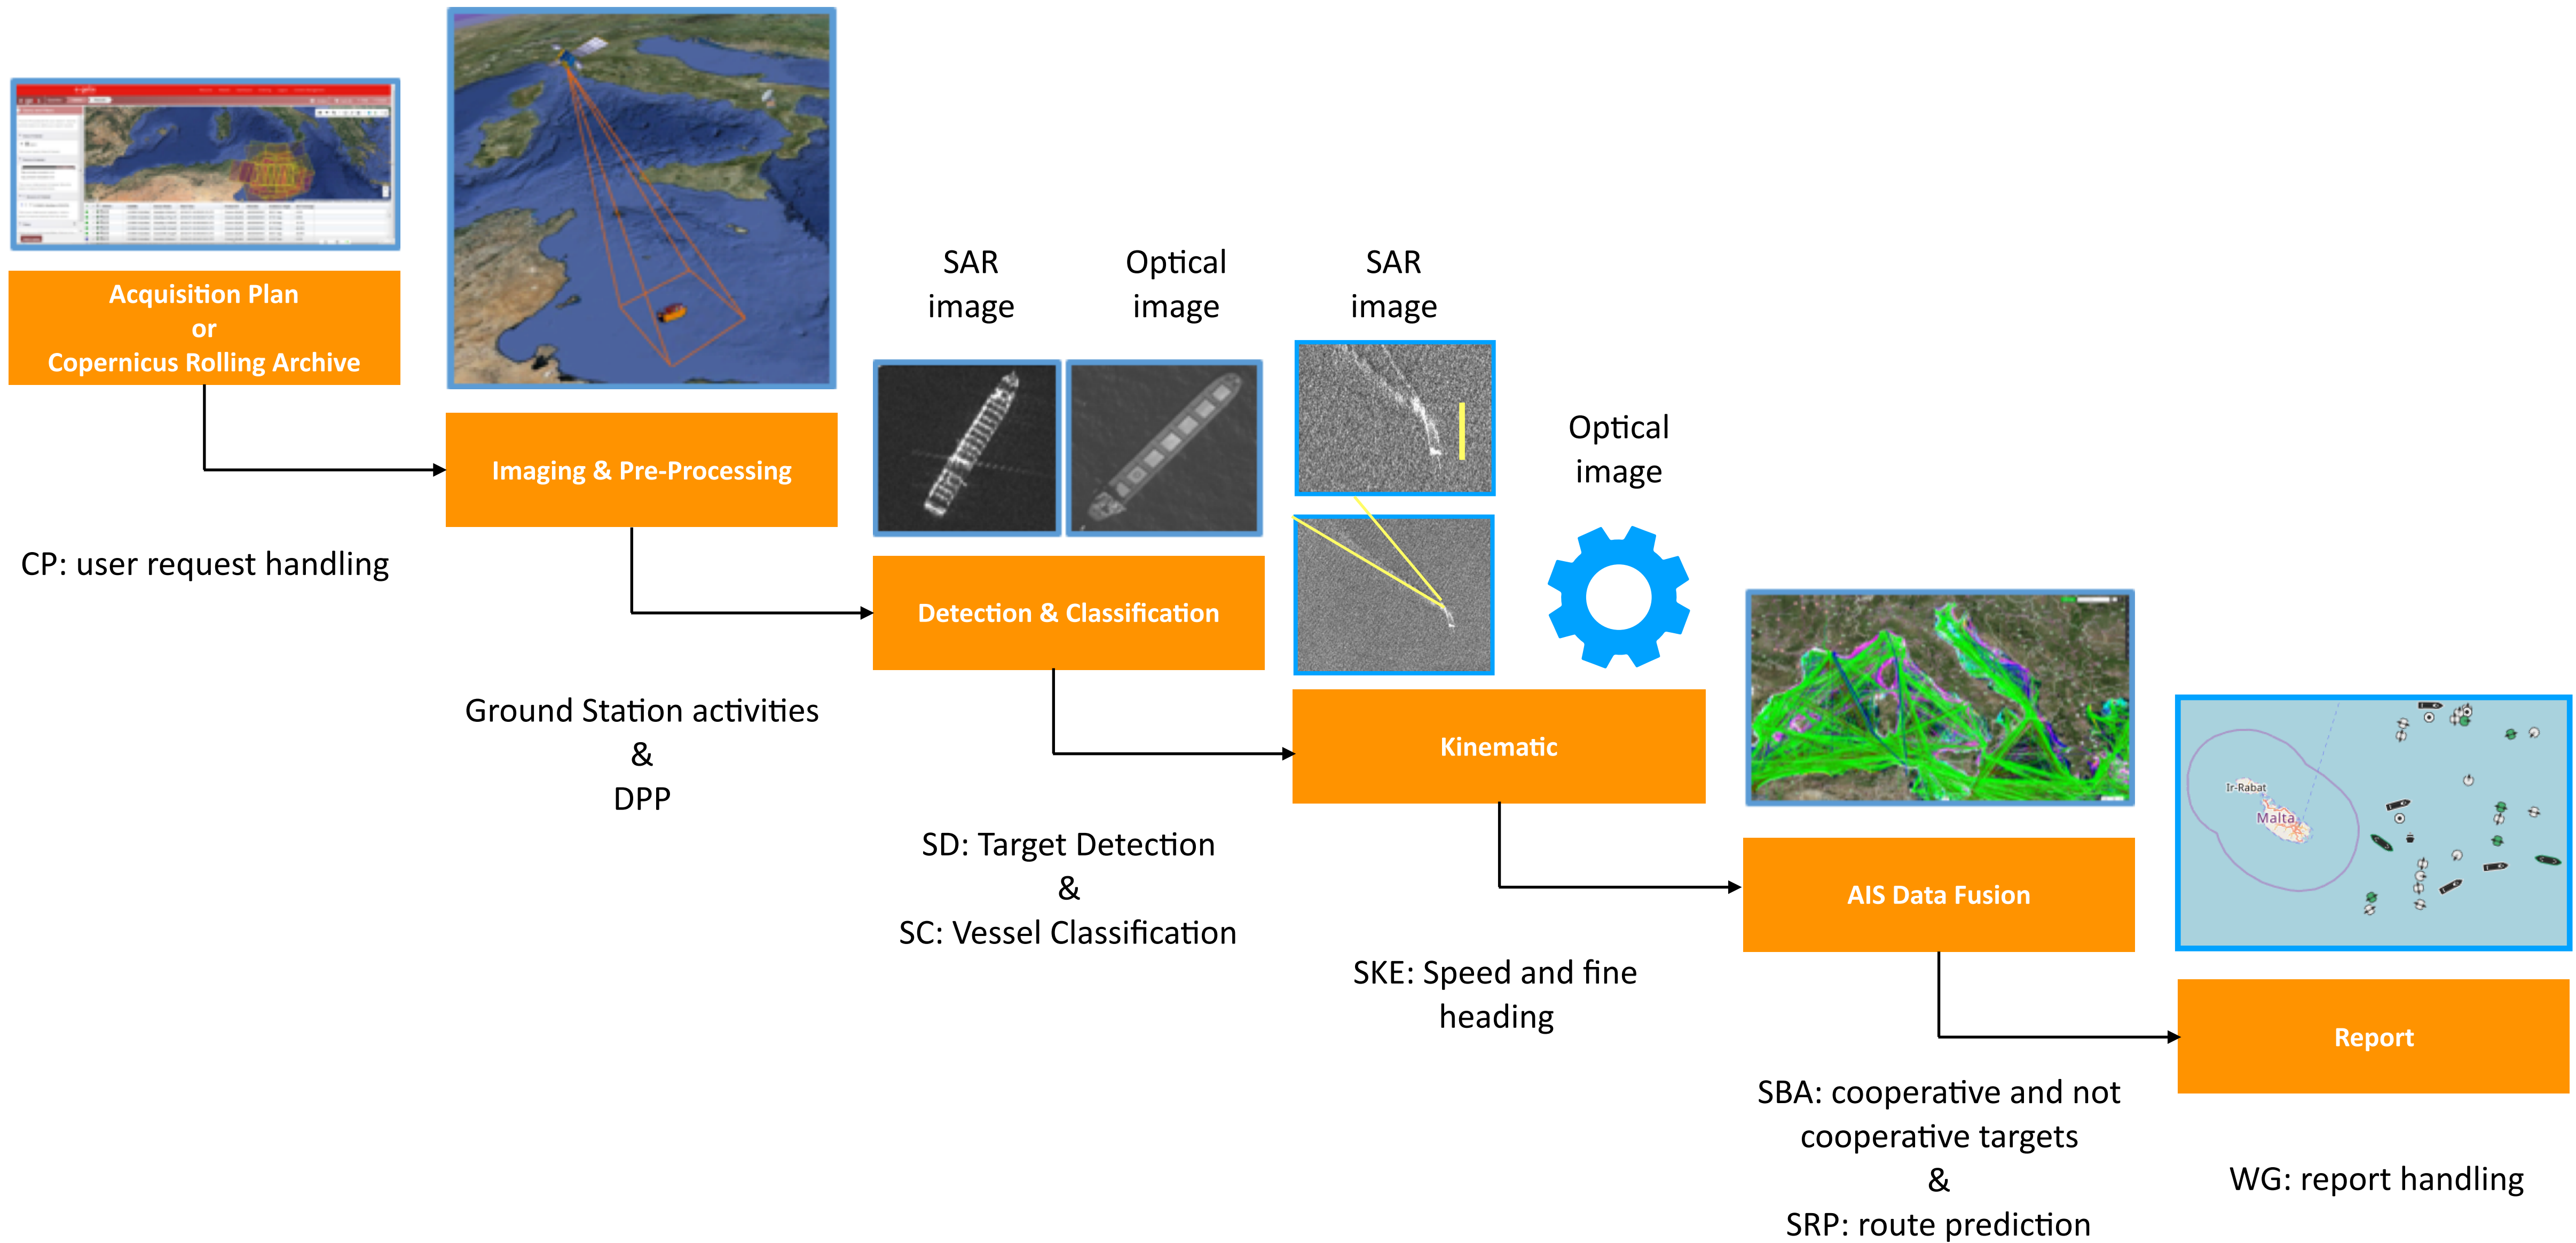 Acquisition Plan
or
Copernicus Rolling Archive
CP: user request handling
Imaging & Pre-Processing
Ground Station activities
&
DPP
SAR
image
Optical
image
Detection & Classification
SD: Target Detection
&
SC: Vessel Classification
SAR
image
Optical
image
Kinematic
SKE: Speed and fine
heading
AIS Data Fusion
SBA: cooperative and not
cooperative targets
&
SRP: route prediction
Ir-Rabat
Malta
Report
WG: report handling